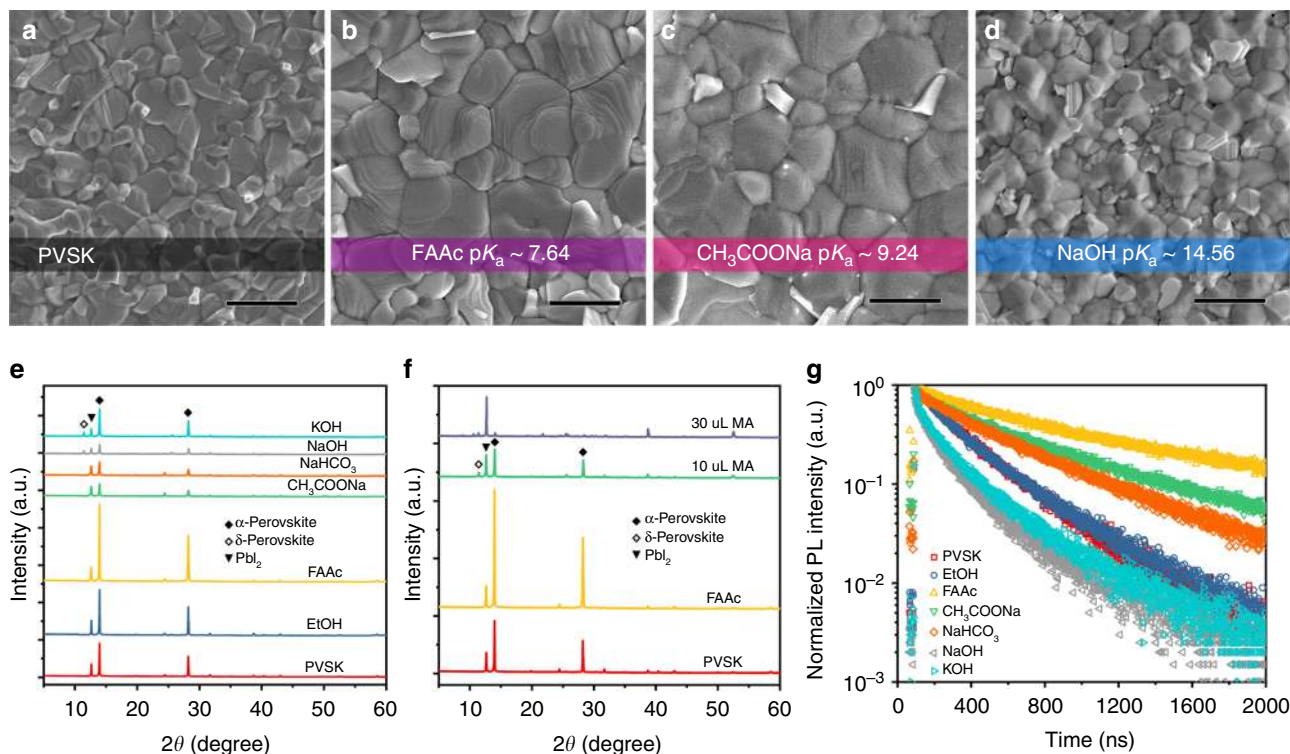 a
b
c
d
PVSK
FAAc pKa ~ 7.64
CH3COONa pKa ~ 9.24
NaOH pKa ~ 14.56
e
Intensity (a.u.)
KOH
NaOH
NaHCO3
CH3COONa
α-Perovskite
δ-Perovskite
PbI2
FAAc
EtOH
PVSK
10 20 30 40 50 60
2θ (degree)
f
Intensity (a.u.)
30 uL MA
10 uL MA
α-Perovskite
δ-Perovskite
PbI2
FAAc
PVSK
10 20 30 40 50 60
2θ (degree)
g
Normalized PL intensity (a.u.)
10^0
10^−1
10^−2
10^−3
PVSK
EtOH
FAAc
CH3COONa
NaHCO3
NaOH
KOH
0 400 800 1200 1600 2000
Time (ns)